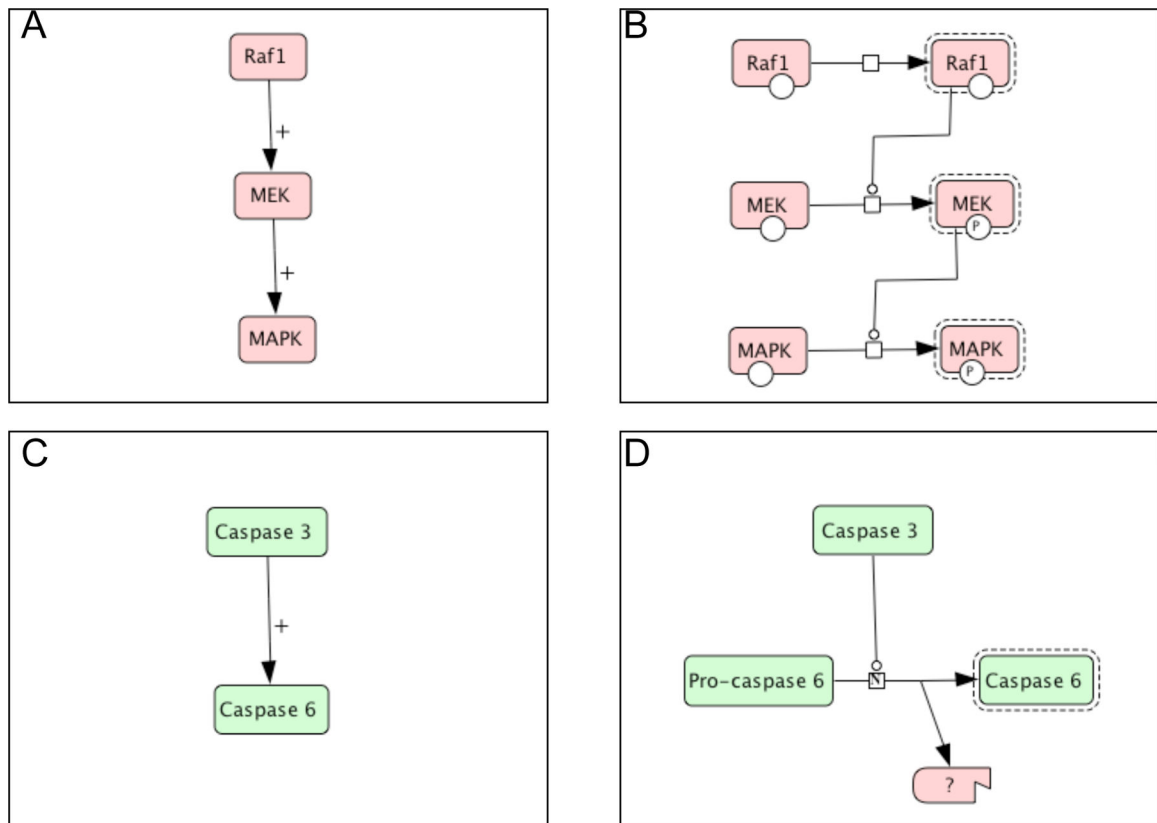 A
Raf1
+
MEK
+
MAPK
B
Raf1
Raf1
MEK
MEK
P
MAPK
MAPK
P
C
Caspase 3
+
Caspase 6
D
Caspase 3
Pro-caspase 6
N
Caspase 6
?